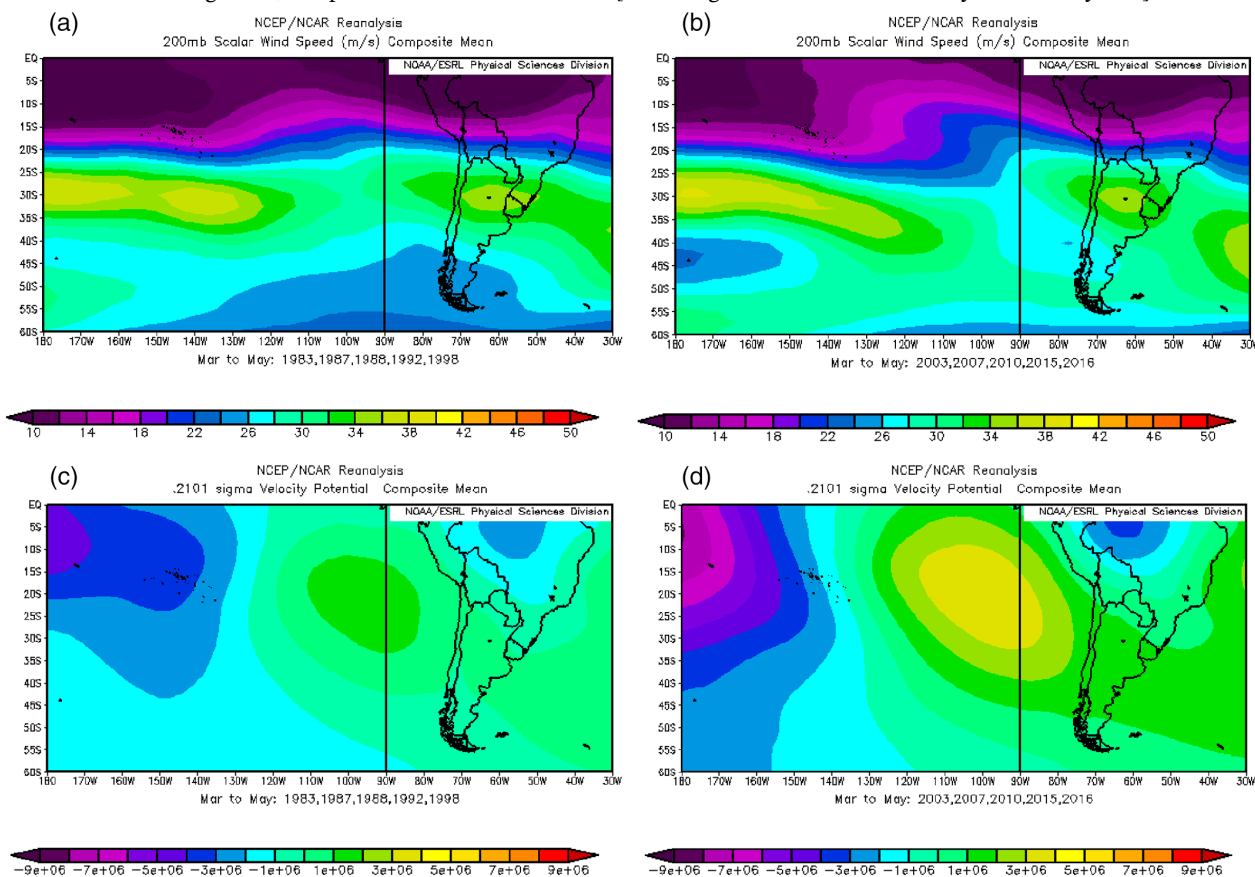 (a)
NCEP/NCAR Reanalysis
200mb Scalar Wind Speed (m/s) Composite Mean
NOAA/ESRL Physical Sciences Division
EQ
5S
10S
15S
20S
25S
30S
35S
40S
45S
50S
55S
60S
180 170W 160W 150W 140W 130W 120W 110W 100W 90W 80W 70W 60W 50W 40W 30W
Mar to May: 1983,1987,1988,1992,1998
10 14 18 22 26 30 34 38 42 46 50
(b)
NCEP/NCAR Reanalysis
200mb Scalar Wind Speed (m/s) Composite Mean
NOAA/ESRL Physical Sciences Division
EQ
5S
10S
15S
20S
25S
30S
35S
40S
45S
50S
55S
60S
180 170W 160W 150W 140W 130W 120W 110W 100W 90W 80W 70W 60W 50W 40W 30W
Mar to May: 2003,2007,2010,2015,2016
10 14 18 22 26 30 34 38 42 46 50
(c)
NCEP/NCAR Reanalysis
.2101 sigma Velocity Potential Composite Mean
NOAA/ESRL Physical Sciences Division
EQ
5S
10S
15S
20S
25S
30S
35S
40S
45S
50S
55S
60S
180 170W 160W 150W 140W 130W 120W 110W 100W 90W 80W 70W 60W 50W 40W 30W
Mar to May: 1983,1987,1988,1992,1998
-9e+06 -7e+06 -5e+06 -3e+06 -1e+06 1e+06 3e+06 5e+06 7e+06 9e+06
(d)
NCEP/NCAR Reanalysis
.2101 sigma Velocity Potential Composite Mean
NOAA/ESRL Physical Sciences Division
EQ
5S
10S
15S
20S
25S
30S
35S
40S
45S
50S
55S
60S
180 170W 160W 150W 140W 130W 120W 110W 100W 90W 80W 70W 60W 50W 40W 30W
Mar to May: 2003,2007,2010,2015,2016
-9e+06 -7e+06 -5e+06 -3e+06 -1e+06 1e+06 3e+06 5e+06 7e+06 9e+06